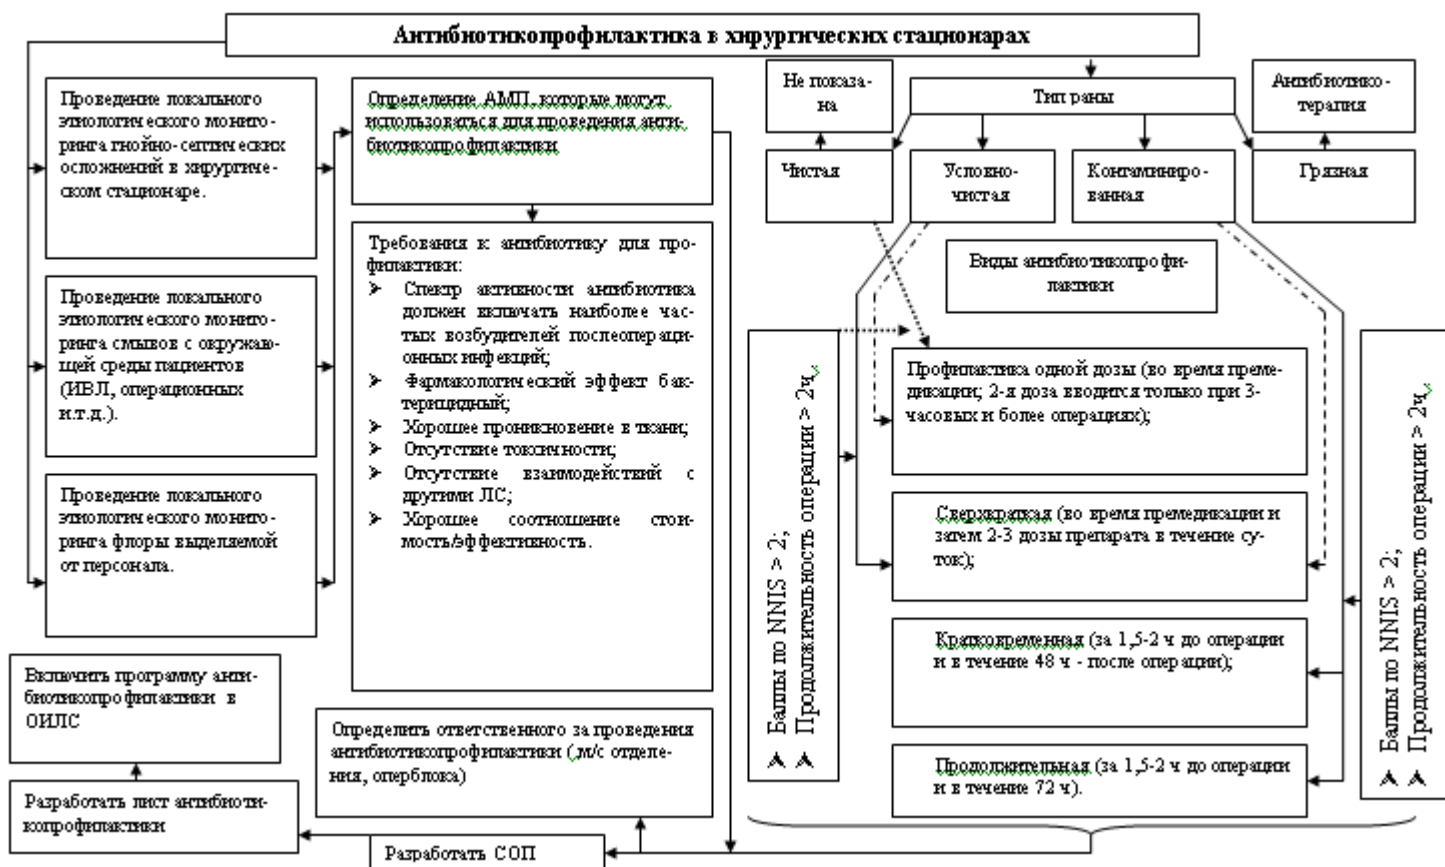 Антибиотикопрофилактика в хирургических стационарах
Проведение локального
этиологического монито-
ринга гнойно-септических
осложнений в хирургиче-
ском стационаре.
Проведение локального
этиологического монито-
ринга смывов с окружаю-
щей среды пациентов
(ИВЛ, операционных
и.т.д.).
Проведение локального
этиологического монито-
ринга флоры выделяемой
от персонала.
Включить программу анти-
биотикопрофилактики в
ОИЛС
Разработать лист антибиоти-
копрофилактики
Определение АМП, которые могут
использоваться для проведения анти-
биотикопрофилактики
Требования к антибиотику для про-
филактики:
➢ Спектр активности антибиотика
должен включать наиболее час-
тых возбудителей послеопераци-
онных инфекций;
➢ Фармакологический эффект бак-
терицидный;
➢ Хорошее проникновение в ткани;
➢ Отсутствие токсичности;
➢ Отсутствие взаимодействий с
другими ЛС;
➢ Хорошее соотношение стои-
мость/эффективность.
Определить ответственного за проведения
антибиотикопрофилактики (,м/с отделе-
ния, оперблока)
Разработать СОП
Не показа-
на
Тип раны
Антибиотико-
терапия
Чистая
Условно-
чистая
Контаминиро-
ванная
Грязная
Виды антибиотикопрофи-
лактики
➢ Баллы по NNIS > 2;
➢ Продолжительность операции > 2ч
Профилактика одной дозы (во время преме-
дикации; 2-я доза вводится только при 3-
часовых и более операциях);
Сверхкраткая (во время премедикации и
затем 2-3 дозы препарата в течение су-
ток);
Кратковременная (за 1,5-2 ч до операции
и в течение 48 ч - после операции);
Продолжительная (за 1,5-2 ч до операции
и в течение 72 ч).
➢ Баллы по NNIS > 2;
➢ Продолжительность операции > 2ч